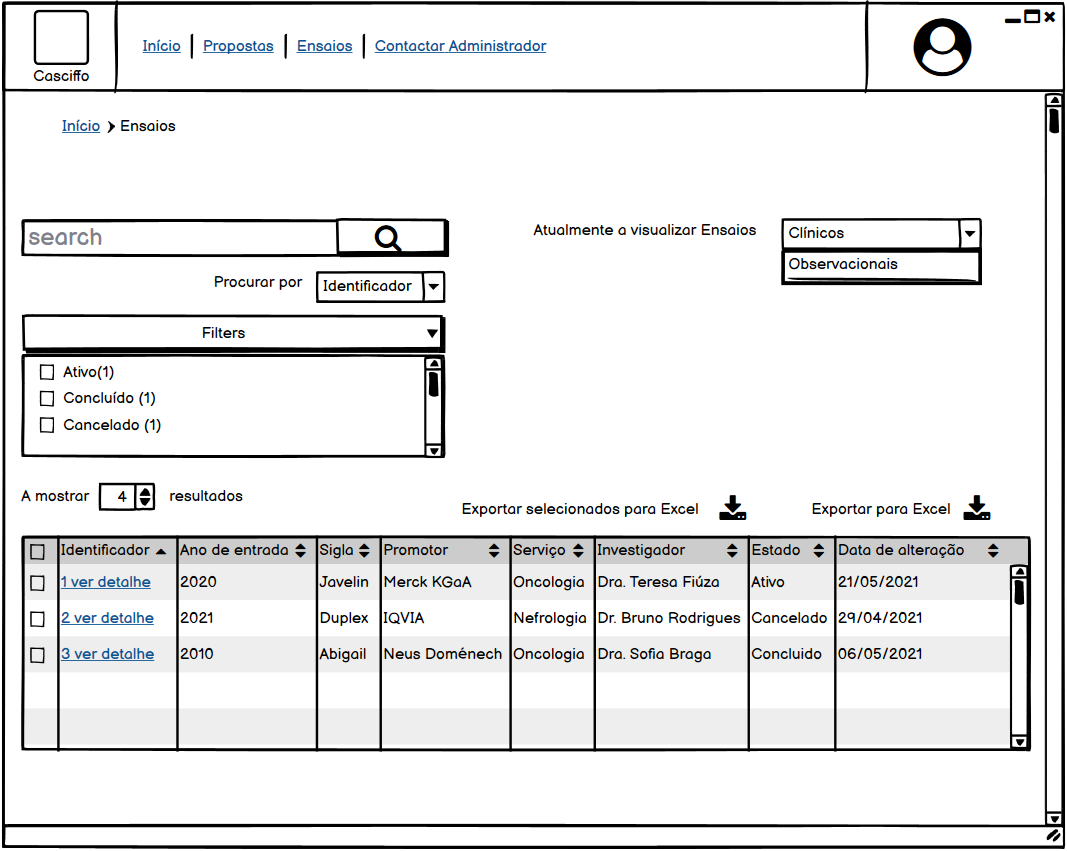 Casciffo
Início Propostas Ensaios Contactar Administrador
Início Ensaios
search
Atualmente a visualizar Ensaios Clínicos
Observacionais
Procurar por Identificador
Filters
Ativo(1)
Concluído (1)
Cancelado (1)
A mostrar 4 resultados
Exportar selecionados para Excel Exportar para Excel
Identificador Ano de entrada Sigla Promotor Serviço Investigador Estado Data de alteração
1 ver detalhe 2020 Javelin Merck KGaA Oncologia Dra. Teresa Fiúza Ativo 21/05/2021
2 ver detalhe 2021 Duplex IQVIA Nefrologia Dr. Bruno Rodrigues Cancelado 29/04/2021
3 ver detalhe 2010 Abigail Neus Doménech Oncologia Dra. Sofia Braga Concluido 06/05/2021